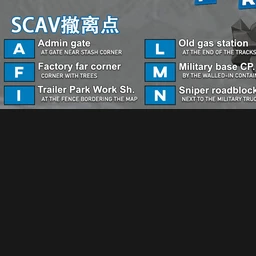 SCAV撤离点
A Admin gate
AT GATE NEAR STASH CORNER
F Factory far corner
CORNER WITH TREES
I Trailer Park Work Sh.
AT THE FENCE BORDERING THE MAP
L Old gas station
AT THE END OF THE TRACKS
M Military base CP.
BY THE WALLED-IN CONTAIN
N Sniper roadblock
NEXT TO THE MILITARY TRUC